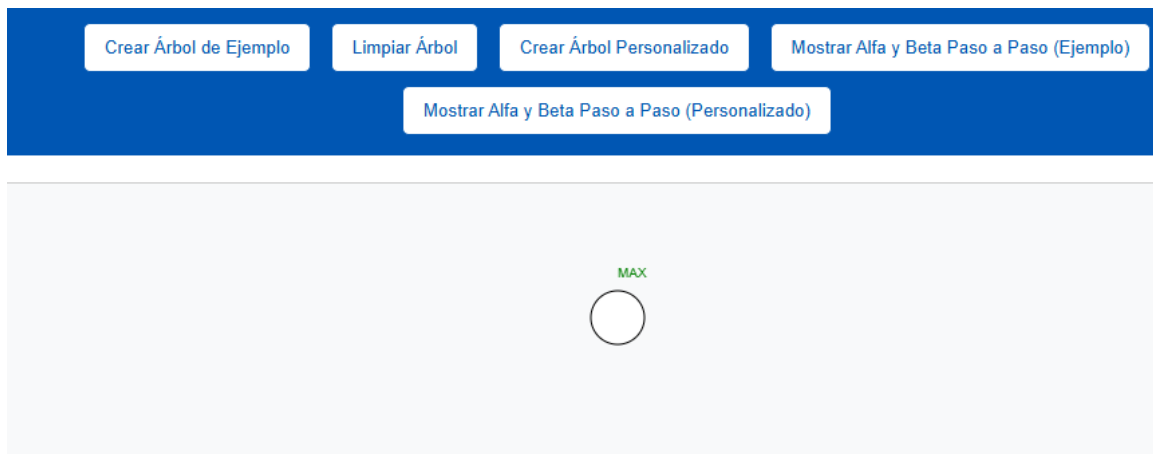 Crear Árbol de Ejemplo
Limpiar Árbol
Crear Árbol Personalizado
Mostrar Alfa y Beta Paso a Paso (Ejemplo)
Mostrar Alfa y Beta Paso a Paso (Personalizado)
MAX